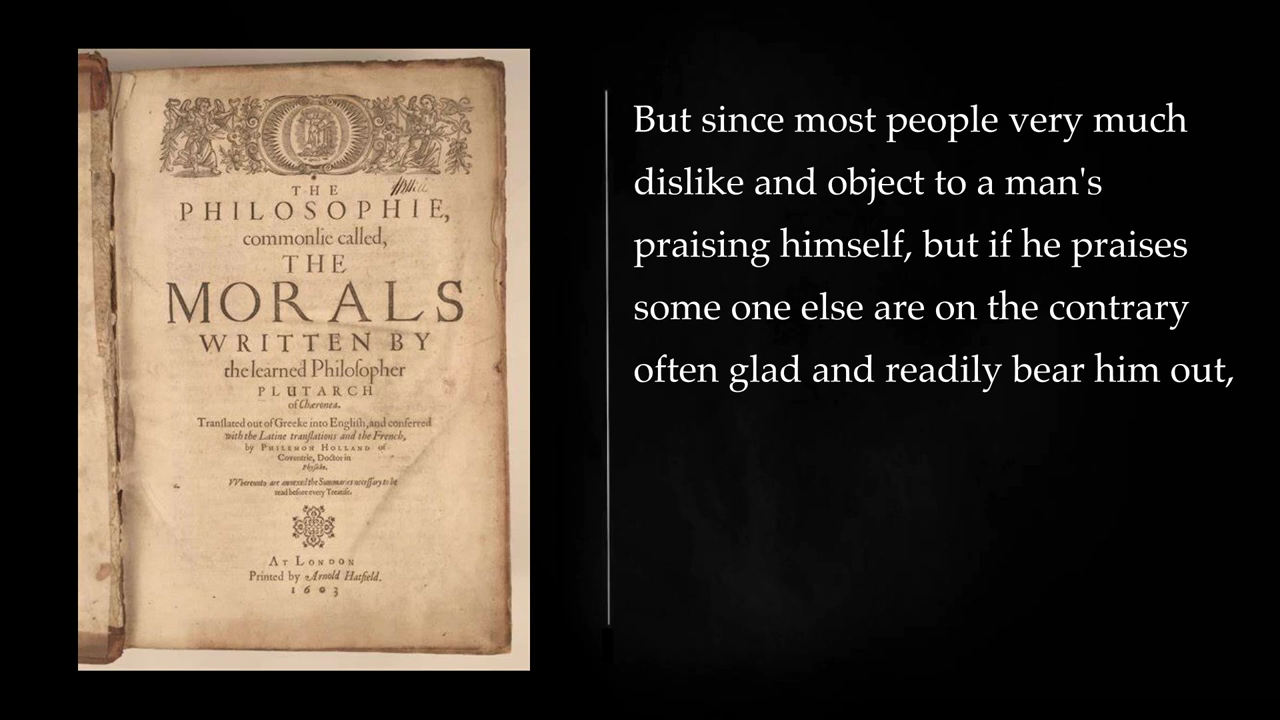 THE
PHILOSOPHIE,
commonlie called,
THE
MORALS
WRITTEN BY
the learned Philoſopher
PLUTARCH
of Chæronea.
Tranſlated out of Greeke into Engliſh, and conferred
with the Latine tranſlations and the French,
by PHILEMON HOLLAND of
Coventrie, Doctor in
Phyſicke.
VVhereunto are annexed the Summaries neceſſary to be
read before every Treatiſe.
AT LONDON
Printed by Arnold Hatfield.
1603
But since most people very much
dislike and object to a man's
praising himself, but if he praises
some one else are on the contrary
often glad and readily bear him out,